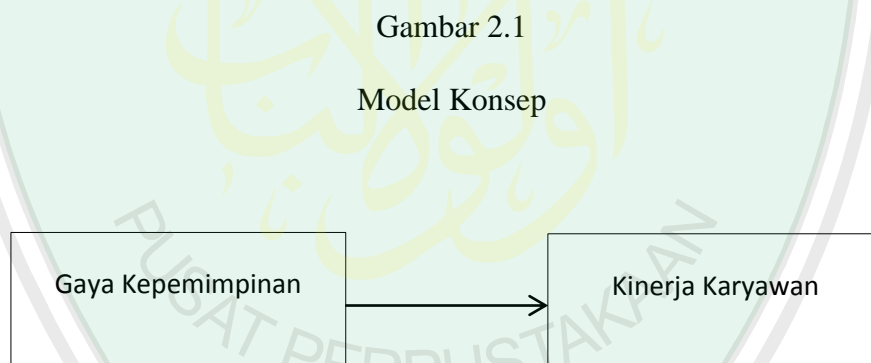 Gambar 2.1
Model Konsep
Gaya Kepemimpinan
Kinerja Karyawan
PUSAT PERPUSTAKAAN